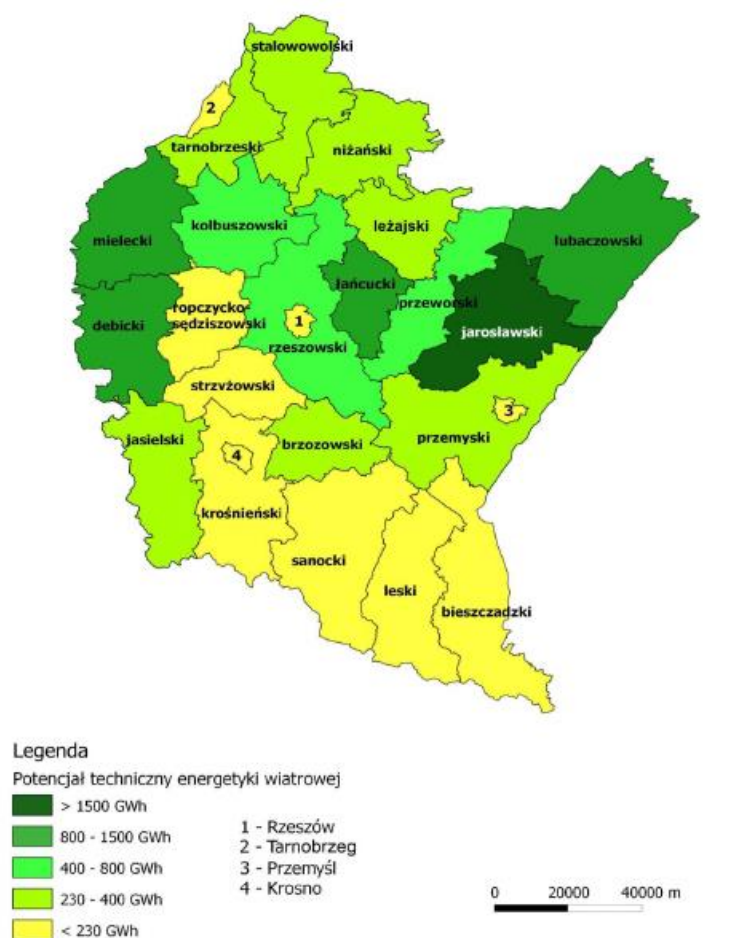 stalowowolski
2
tarnobrzeski
niżański
kolbuszowski
leżajski
mielecki
lubaczowski
łańcucki
ropczycko-
sędziszowski
przeworski
debicki
1
jarosławski
rzeszowski
strzyżowski
3
jasielski
brzozowski
przemyski
4
krośnieński
sanocki
leski
bieszczadzki
Legenda
Potencjał techniczny energetyki wiatrowej
> 1500 GWh
800 - 1500 GWh
400 - 800 GWh
230 - 400 GWh
< 230 GWh
1 - Rzeszów
2 - Tarnobrzeg
3 - Przemyśl
4 - Krosno
0 20000 40000 m